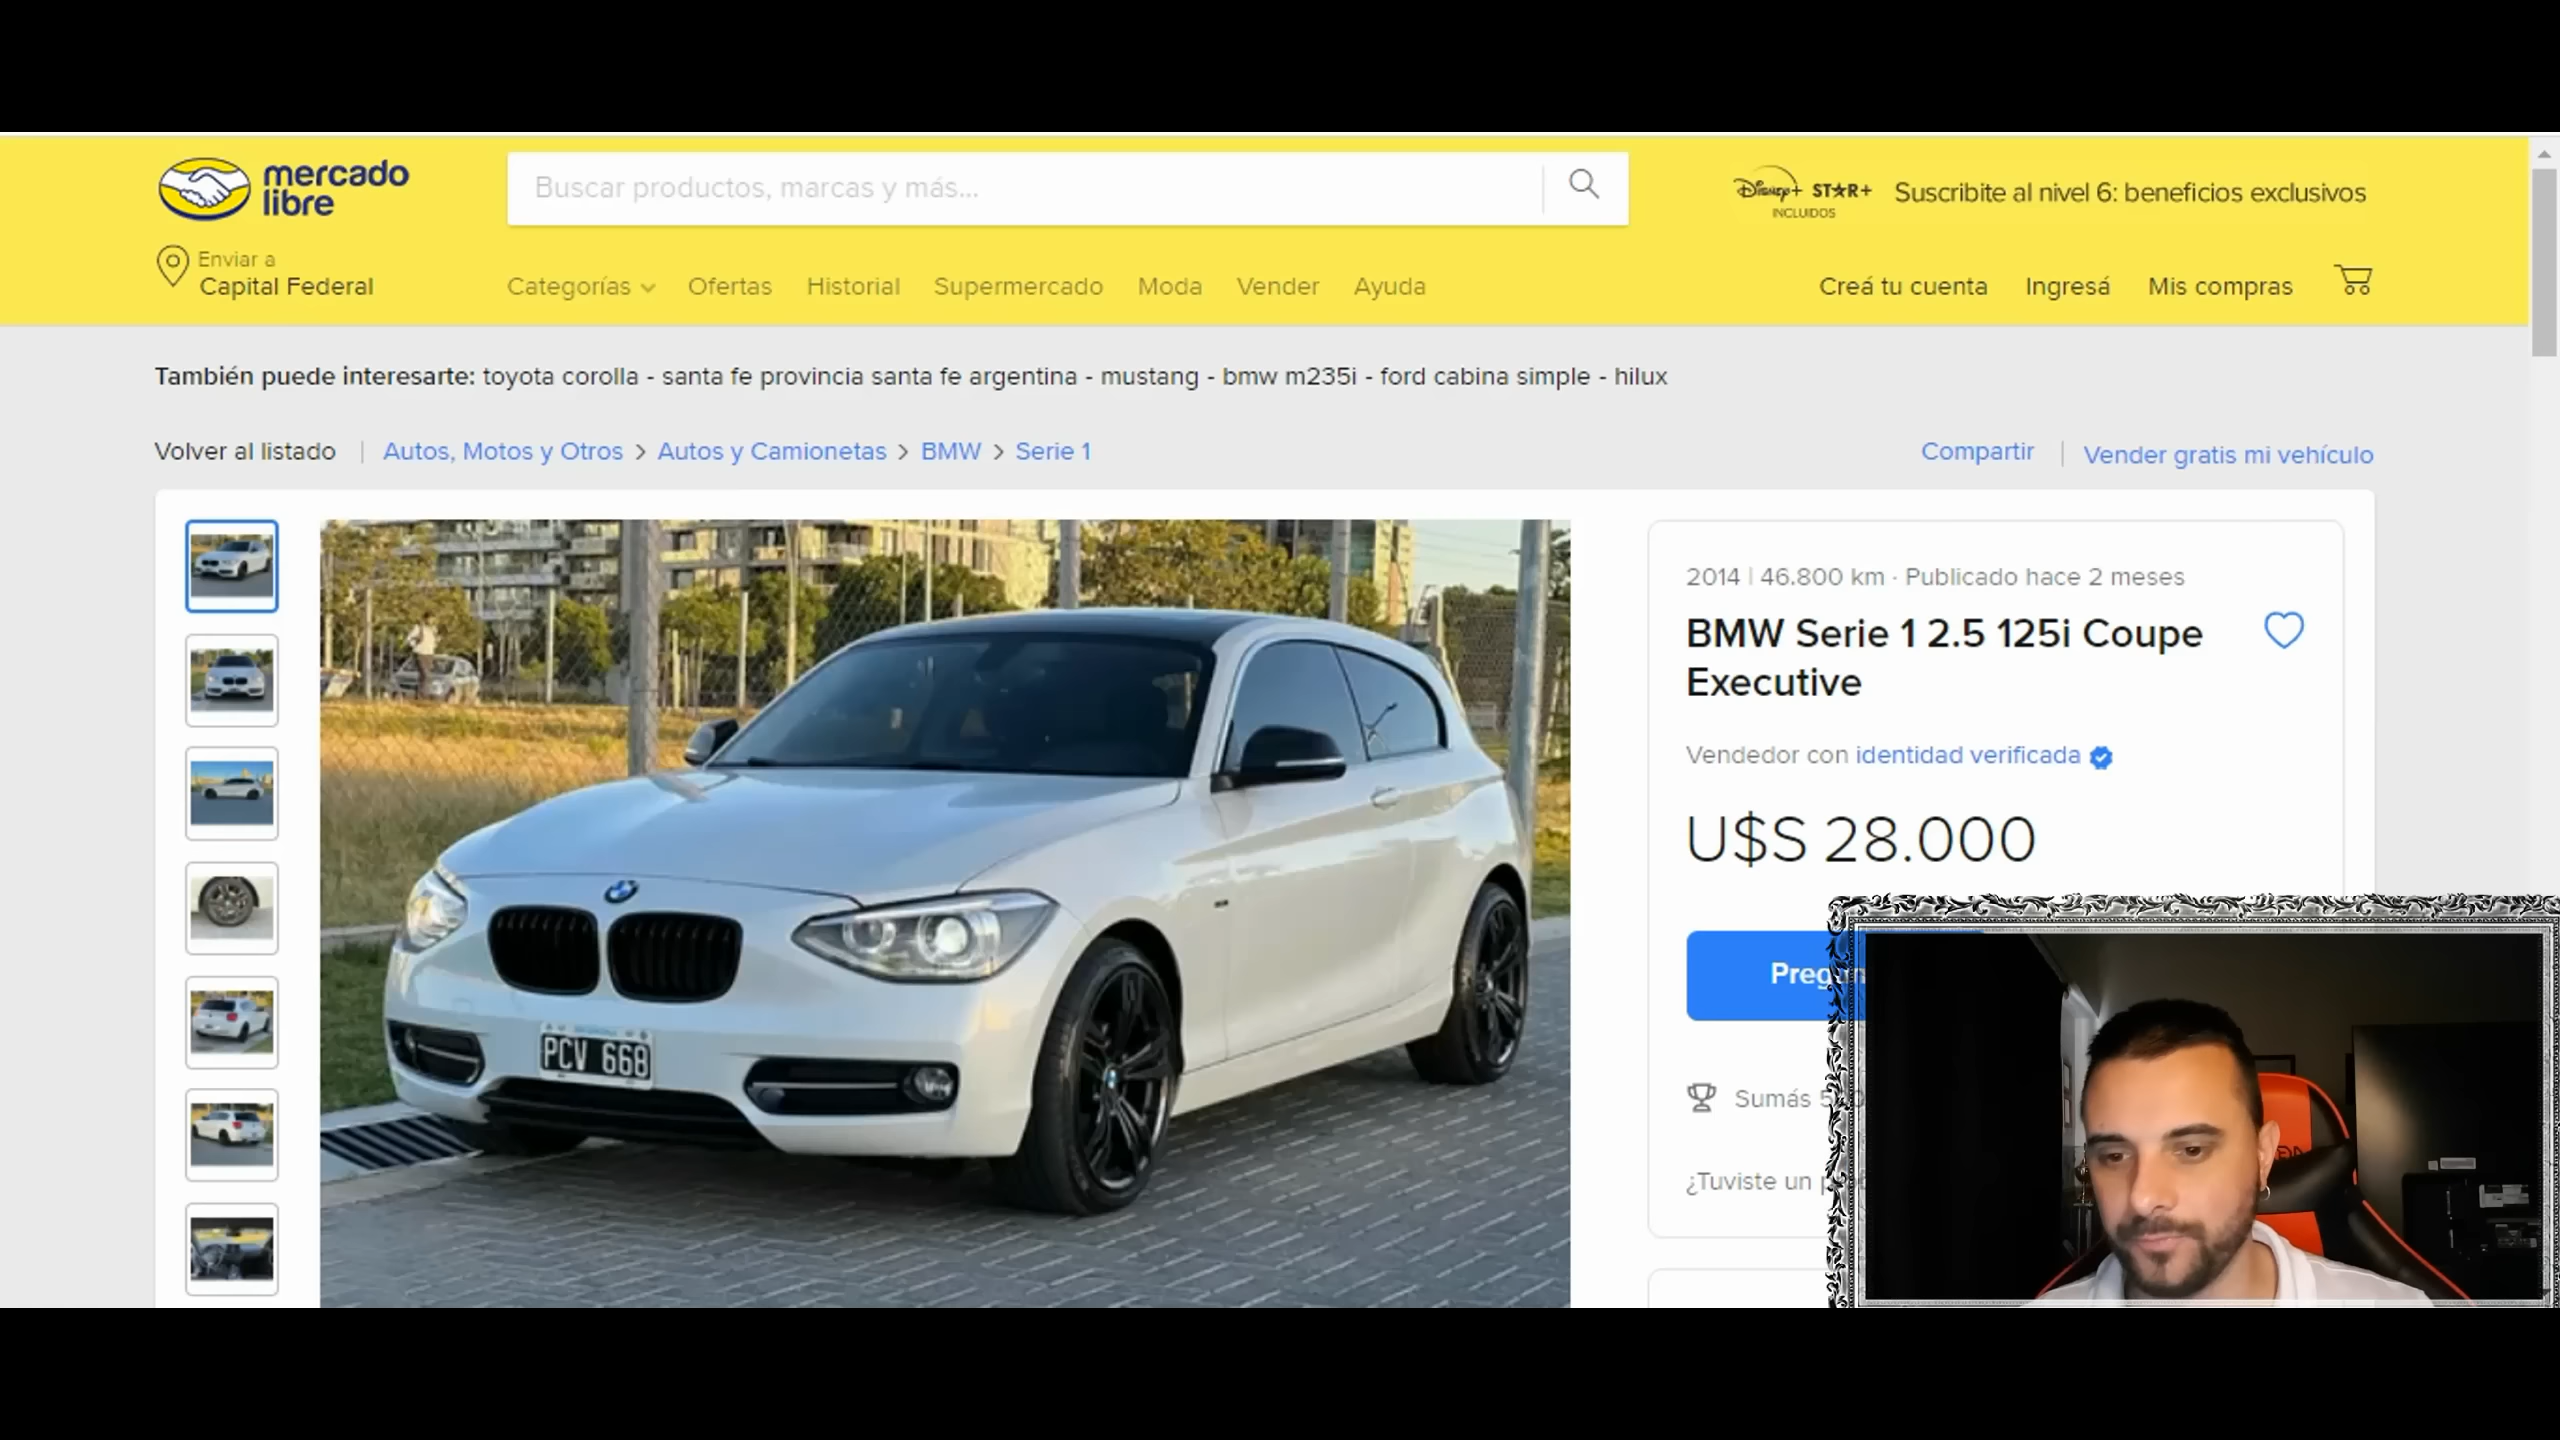 mercado
libre
Buscar productos, marcas y más...
Disney+ STAR+
INCLUIDOS
Suscribite al nivel 6: beneficios exclusivos
Enviar a
Capital Federal
Categorías Ofertas Historial Supermercado Moda Vender Ayuda
Creá tu cuenta Ingresá Mis compras
También puede interesarte: toyota corolla - santa fe provincia santa fe argentina - mustang - bmw m235i - ford cabina simple - hilux
Volver al listado | Autos, Motos y Otros > Autos y Camionetas > BMW > Serie 1
Compartir | Vender gratis mi vehículo
2014 | 46.800 km · Publicado hace 2 meses
BMW Serie 1 2.5 125i Coupe
Executive
Vendedor con identidad verificada
U$S 28.000
PCV 668
Sumás
¿Tuviste un